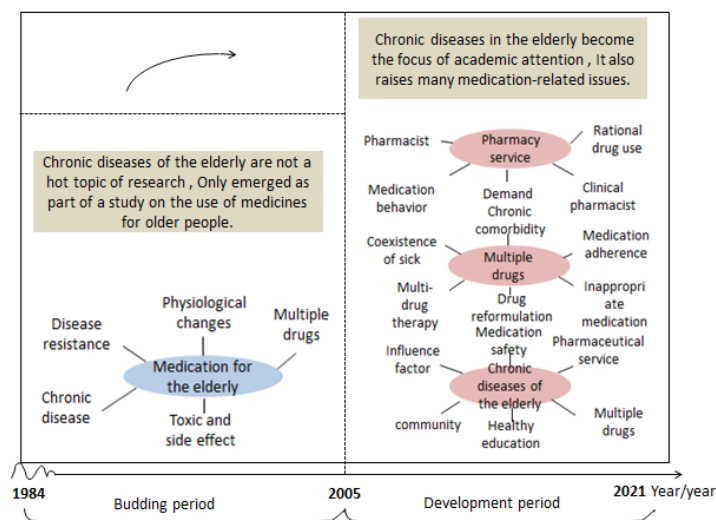 Chronic diseases in the elderly become
the focus of academic attention , It also
raises many medication-related issues.
Chronic diseases of the elderly are not a
hot topic of research , Only emerged as
part of a study on the use of medicines
for older people.
Physiological
changes
Multiple
drugs
Disease
resistance
Medication for
the elderly
Chronic
disease
Toxic and
side effect
Pharmacist
Pharmacy
service
Rational
drug use
Medication
behavior
Demand
Clinical
pharmacist
Chronic
comorbidity
Coexistence
of sick
Multiple
drugs
Medication
adherence
Multi-
drug
therapy
Drug
reformulation
Inappropri
ate
medication
Medication
safety
Influence
factor
Chronic
diseases of
the elderly
Pharmaceutical
service
community
Healthy
education
Multiple
drugs
1984
2005
2021 Year/year
Budding period
Development period